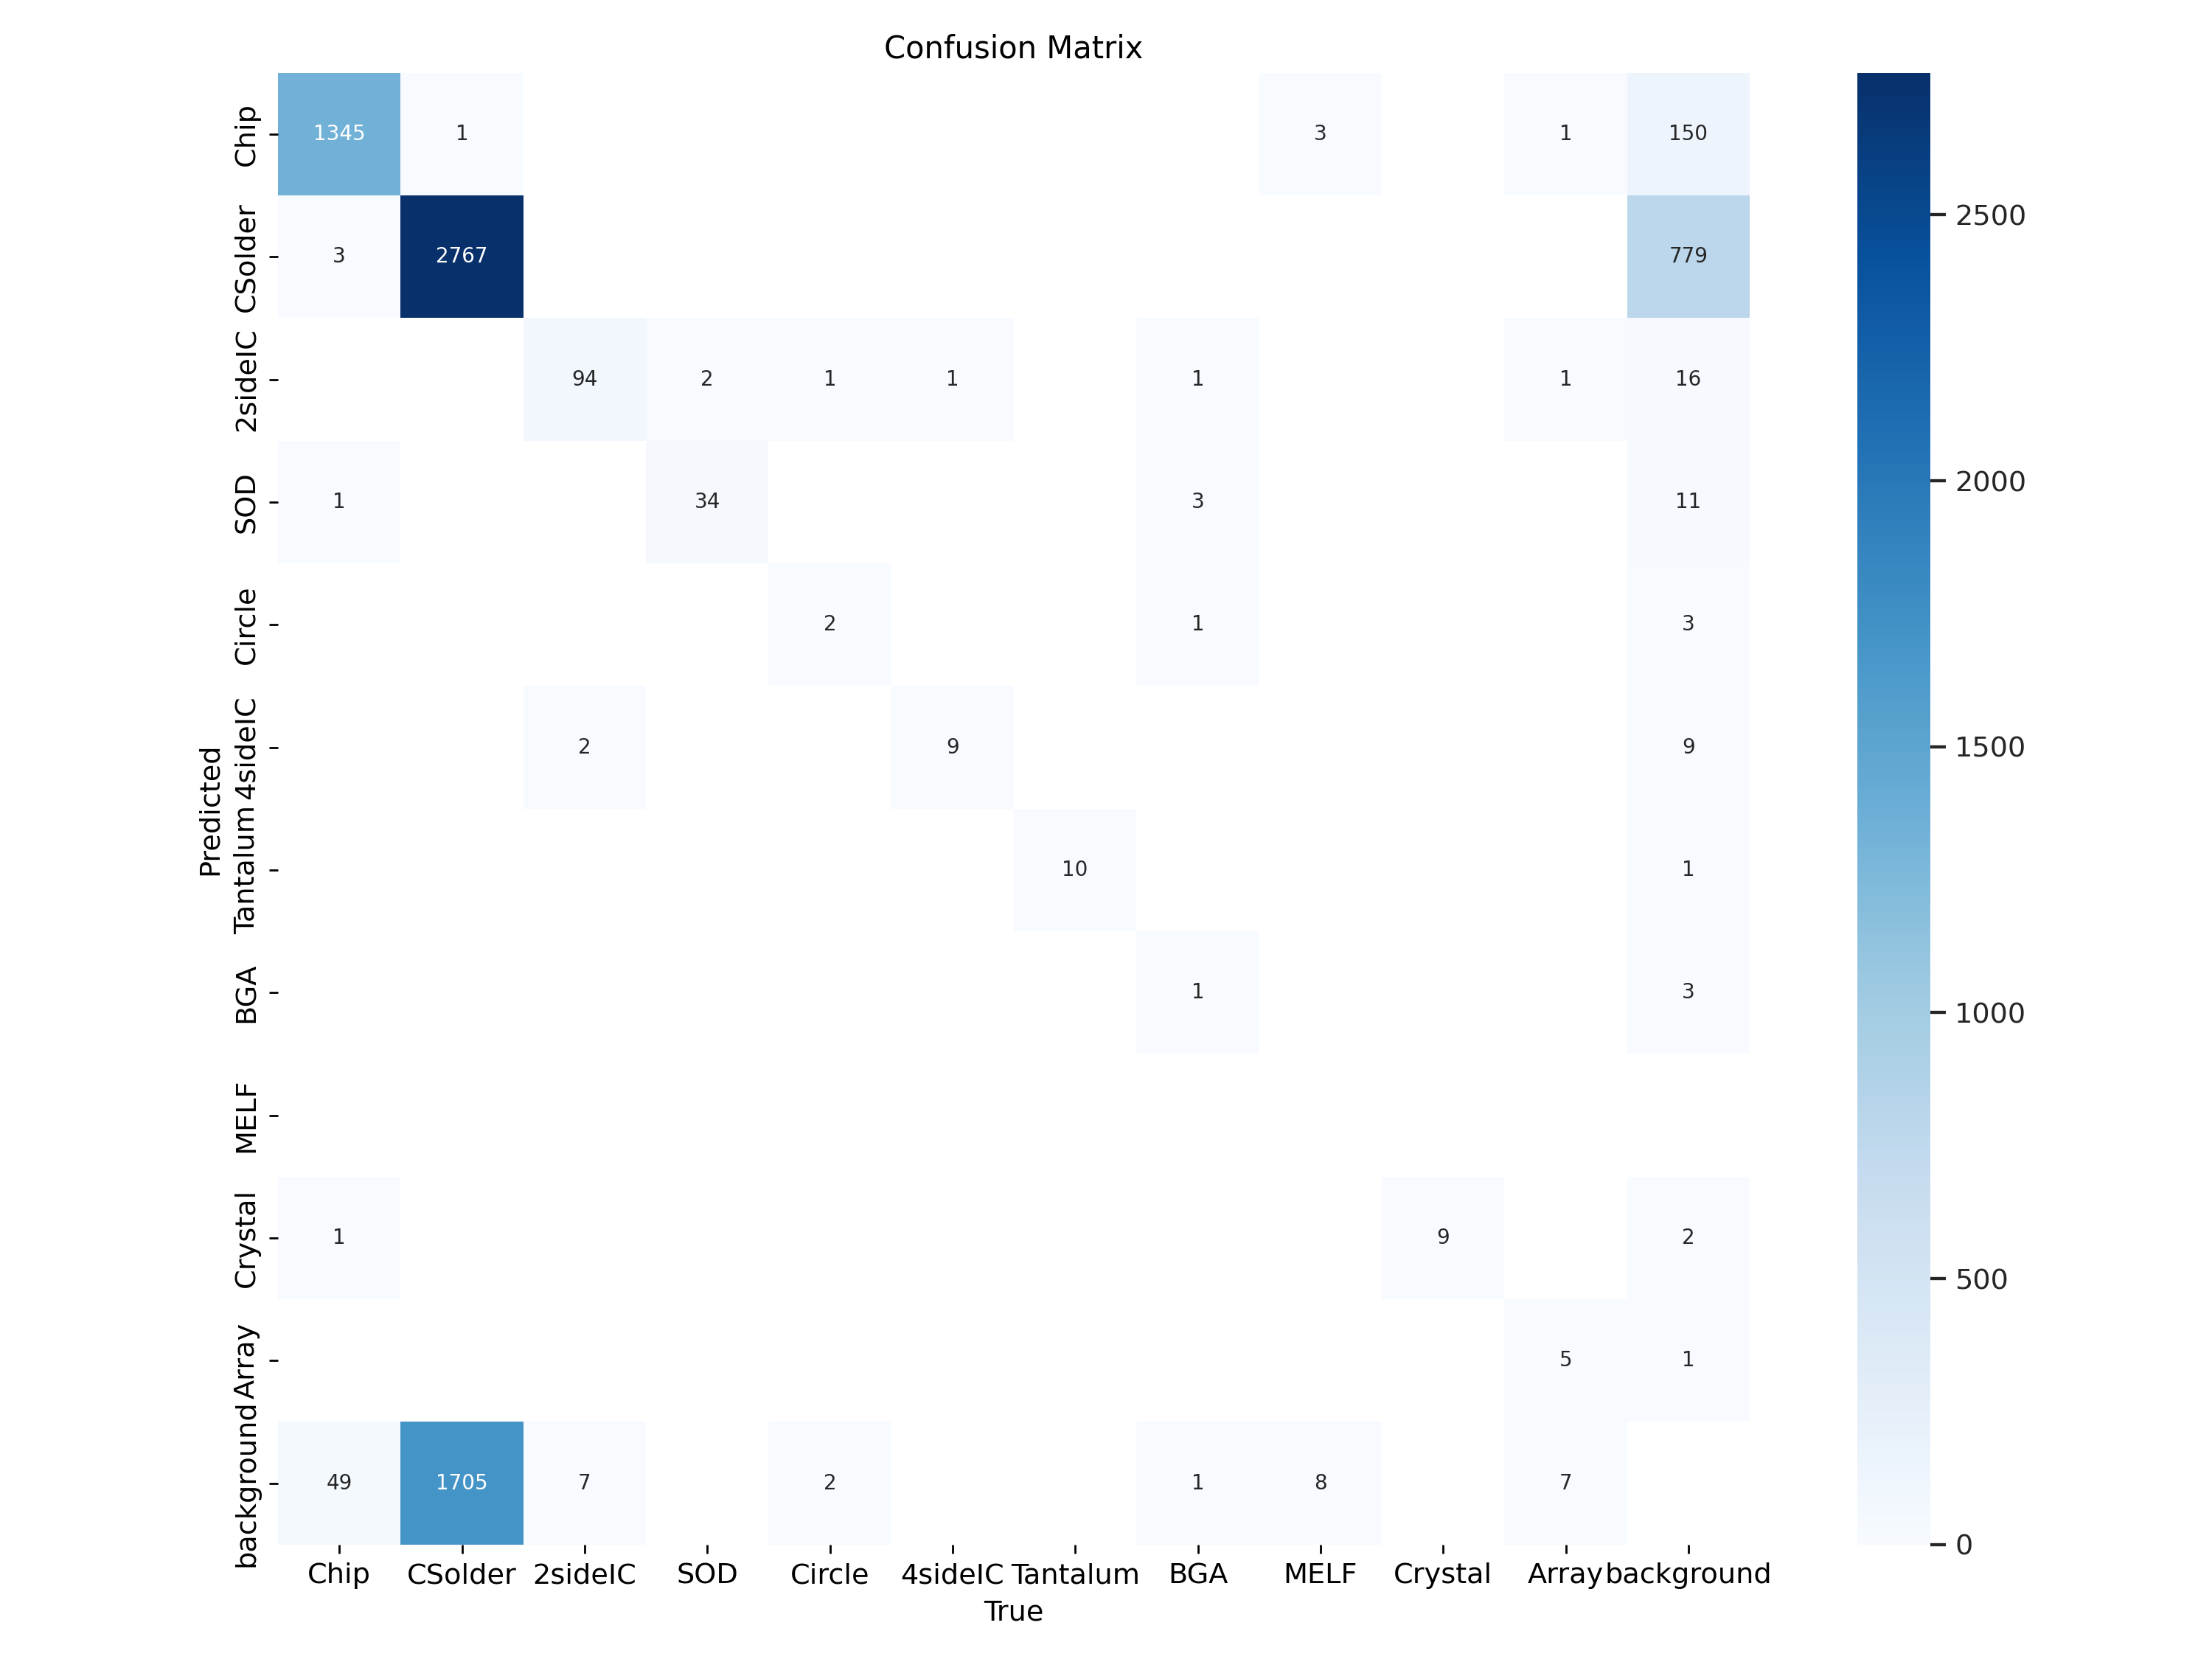 Confusion Matrix
Chip 1345 1 3 1 150
CSolder 3 2767 779
2sideIC 94 2 1 1 1 1 16
SOD 1 34 3 11
Circle 2 1 3
4sideIC 2 9 9
Tantalum 10 1
BGA 1 3
MELF
Crystal 1 9 2
Array 5 1
background 49 1705 7 2 1 8 7
Predicted
Chip CSolder 2sideIC SOD Circle 4sideIC Tantalum BGA MELF Crystal Array background
True
2500
2000
1500
1000
500
0